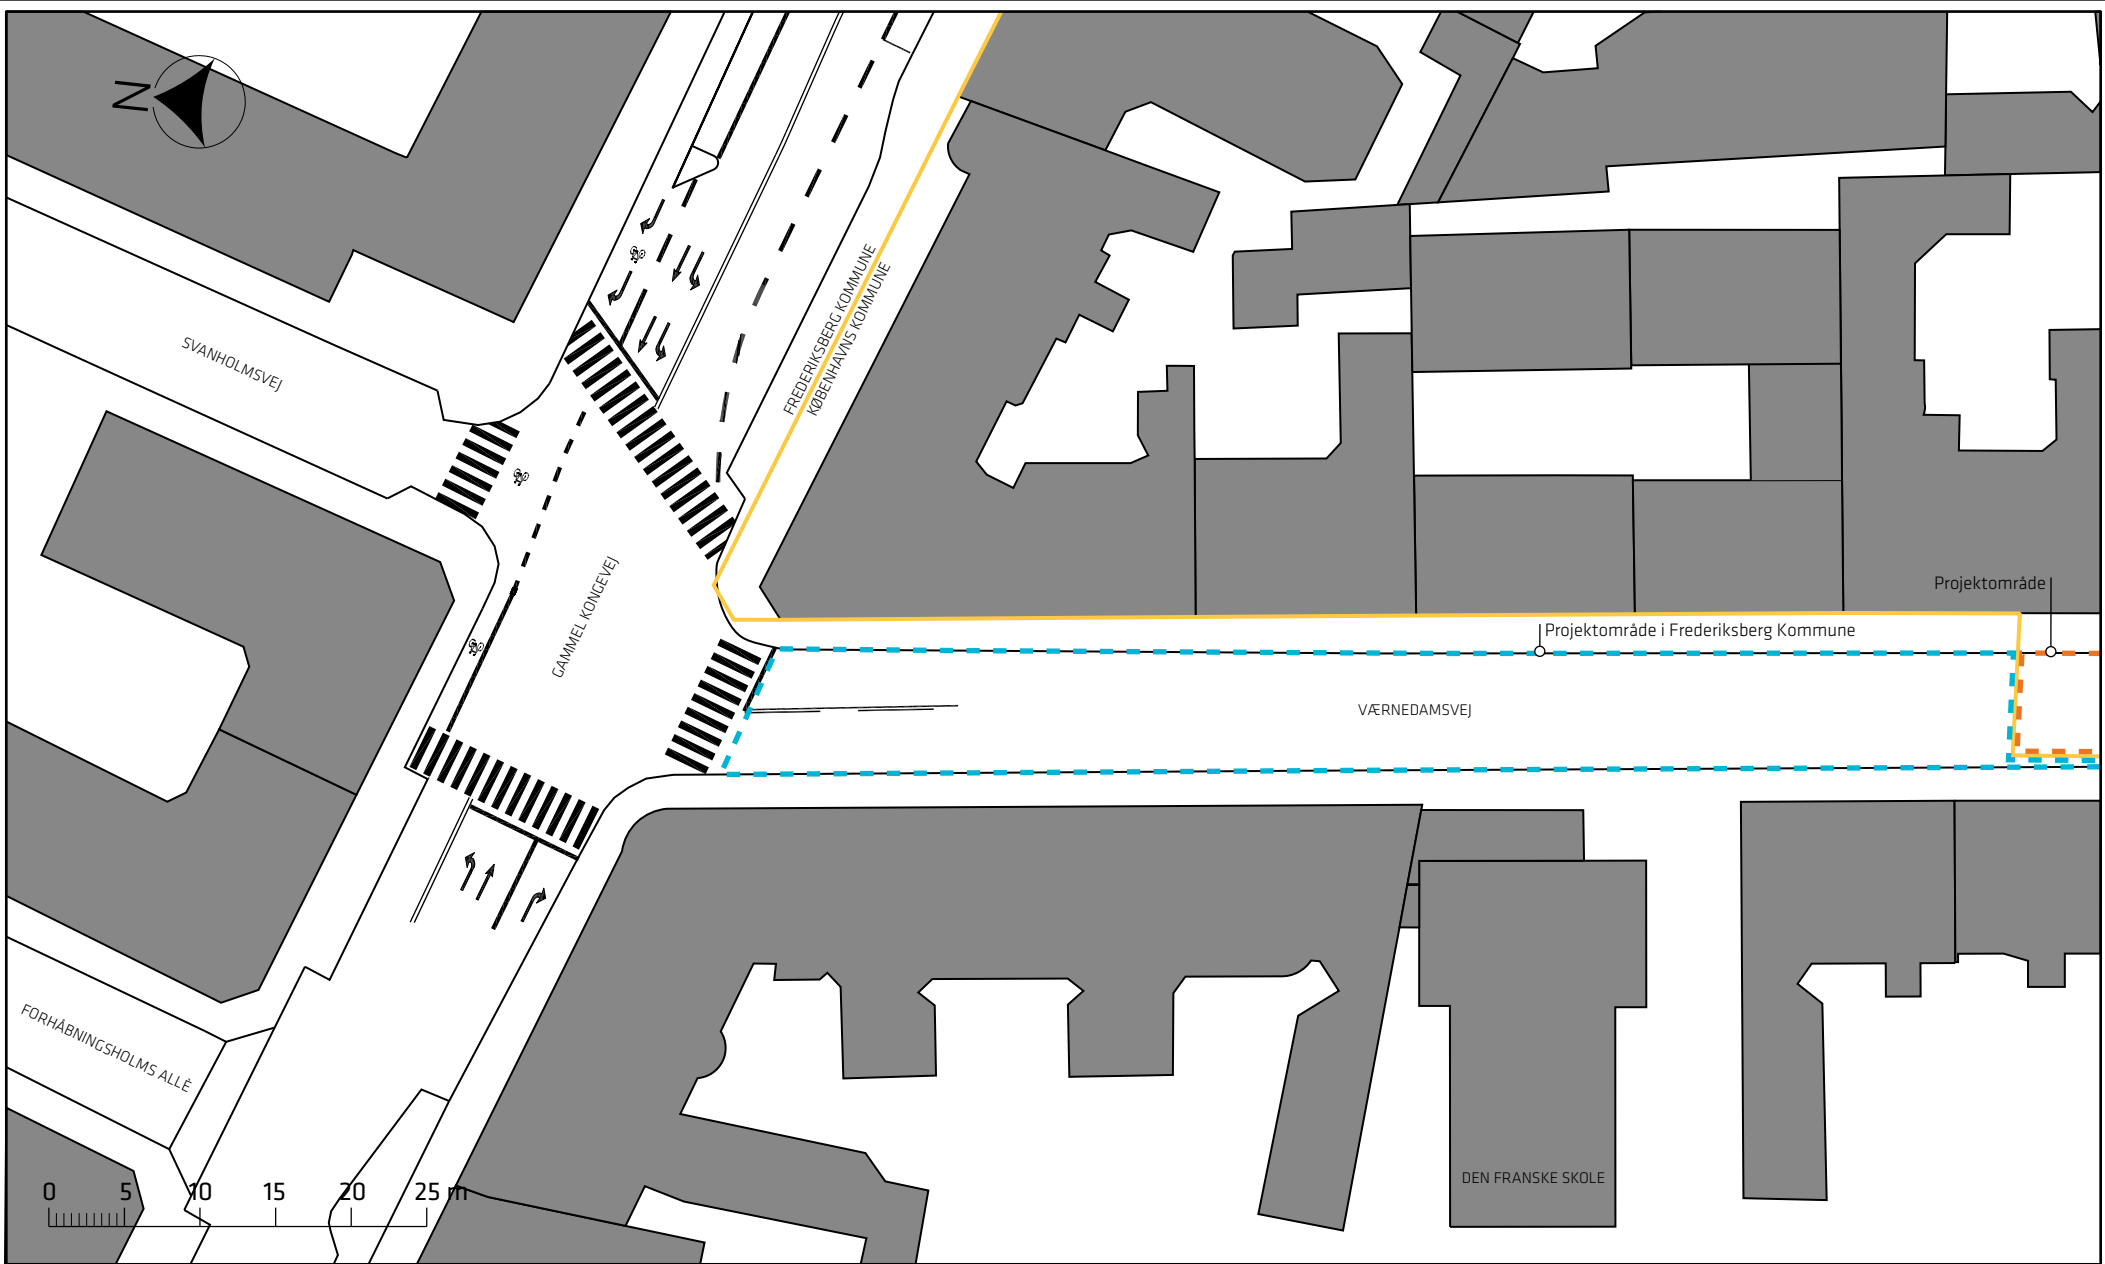 N
SVANHOLMSVEJ
FREDERIKSBERG KOMMUNE
KØBENHAVNS KOMMUNE
GAMMEL KONGEVEJ
Projektområde
Projektområde i Frederiksberg Kommune
VÆRNEDAMSVEJ
FORHÅBNINGSHOLMS ALLÈ
DEN FRANSKE SKOLE
0 5 10 15 20 25 m